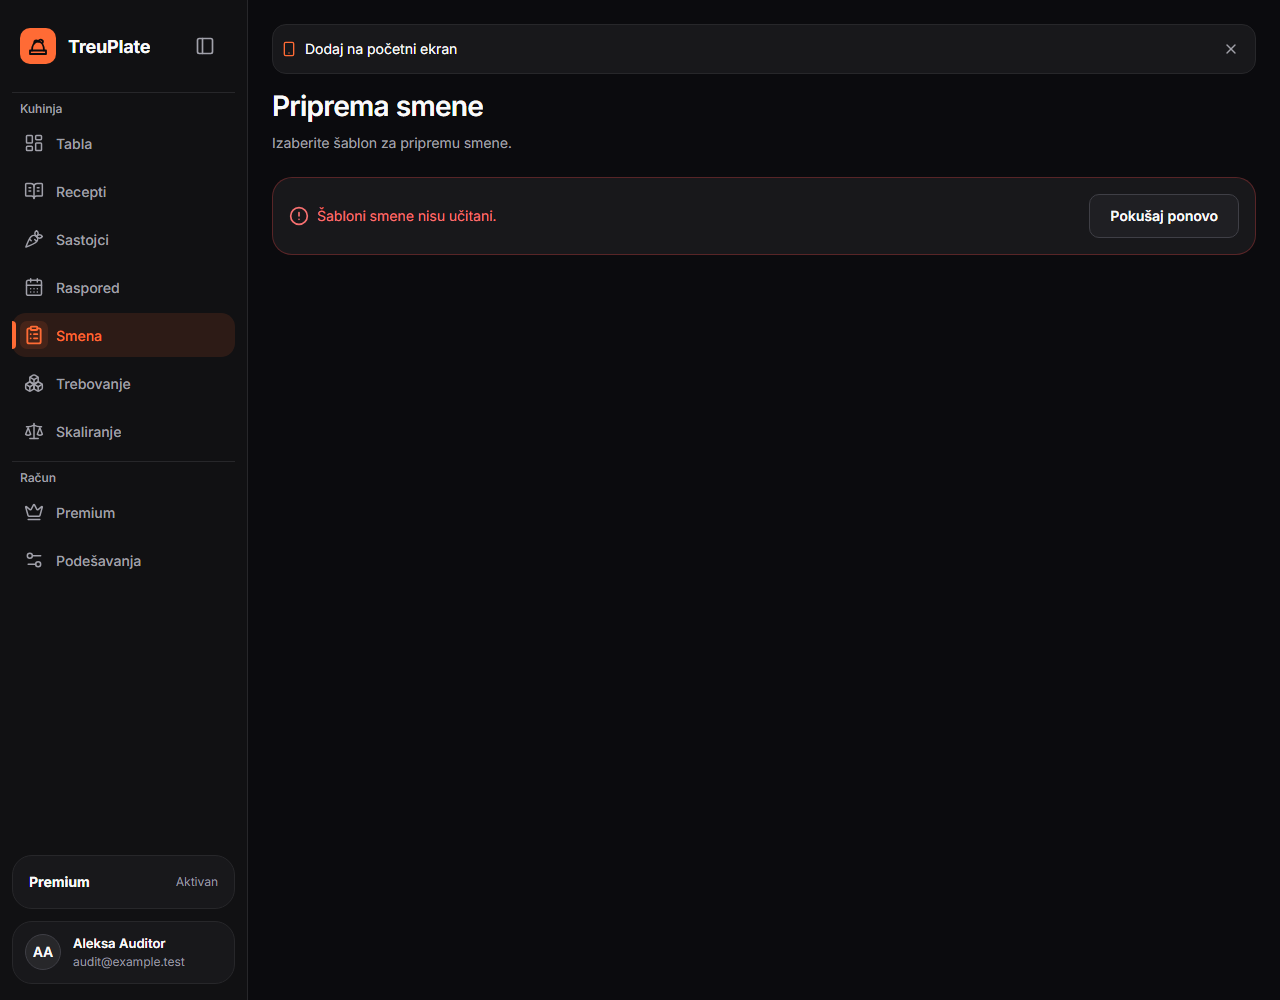 TreuPlate
Kuhinja
Tabla
Recepti
Sastojci
Raspored
Smena
Trebovanje
Skaliranje
Račun
Premium
Podešavanja
Premium Aktivan
AA
Aleksa Auditor
audit@example.test
Dodaj na početni ekran
Priprema smene
Izaberite šablon za pripremu smene.
Šabloni smene nisu učitani.
Pokušaj ponovo